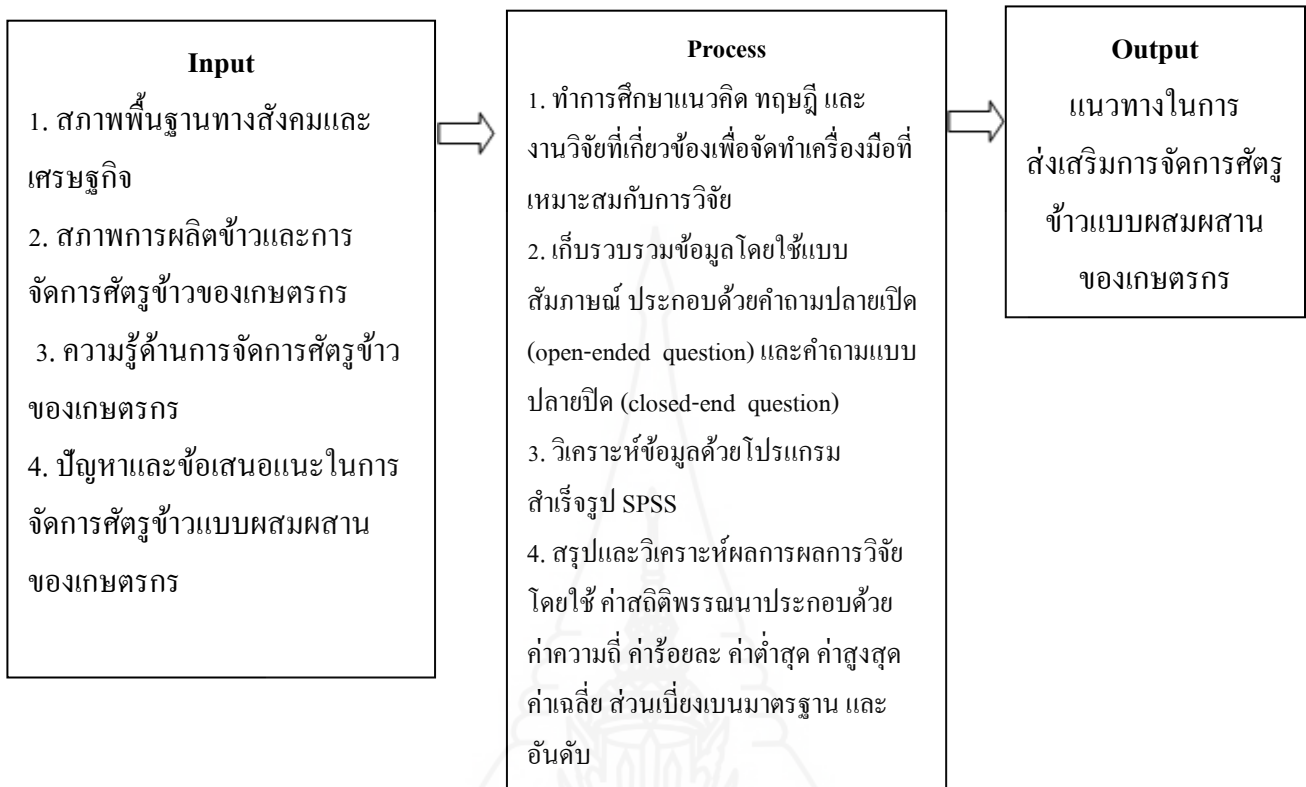 Input
1. สภาพพื้นฐานทางสังคมและ
เศรษฐกิจ
2. สภาพการผลิตข้าวและการ
จัดการศัตรูข้าวของเกษตรกร
3. ความรู้ด้านการจัดการศัตรูข้าว
ของเกษตรกร
4. ปัญหาและข้อเสนอแนะในการ
จัดการศัตรูข้าวแบบผสมผสาน
ของเกษตรกร
Process
1. ทำการศึกษาแนวคิด ทฤษฎี และ
งานวิจัยที่เกี่ยวข้องเพื่อจัดทำเครื่องมือที่
เหมาะสมกับการวิจัย
2. เก็บรวบรวมข้อมูลโดยใช้แบบ
สัมภาษณ์ ประกอบด้วยคำถามปลายเปิด
(open-ended question) และคำถามแบบ
ปลายปิด (closed-end question)
3. วิเคราะห์ข้อมูลด้วยโปรแกรม
สำเร็จรูป SPSS
4. สรุปและวิเคราะห์ผลการผลการวิจัย
โดยใช้ ค่าสถิติพรรณนาประกอบด้วย
ค่าความถี่ ค่าร้อยละ ค่าต่ำสุด ค่าสูงสุด
ค่าเฉลี่ย ส่วนเบี่ยงเบนมาตรฐาน และ
อันดับ
Output
แนวทางในการ
ส่งเสริมการจัดการศัตรู
ข้าวแบบผสมผสาน
ของเกษตรกร